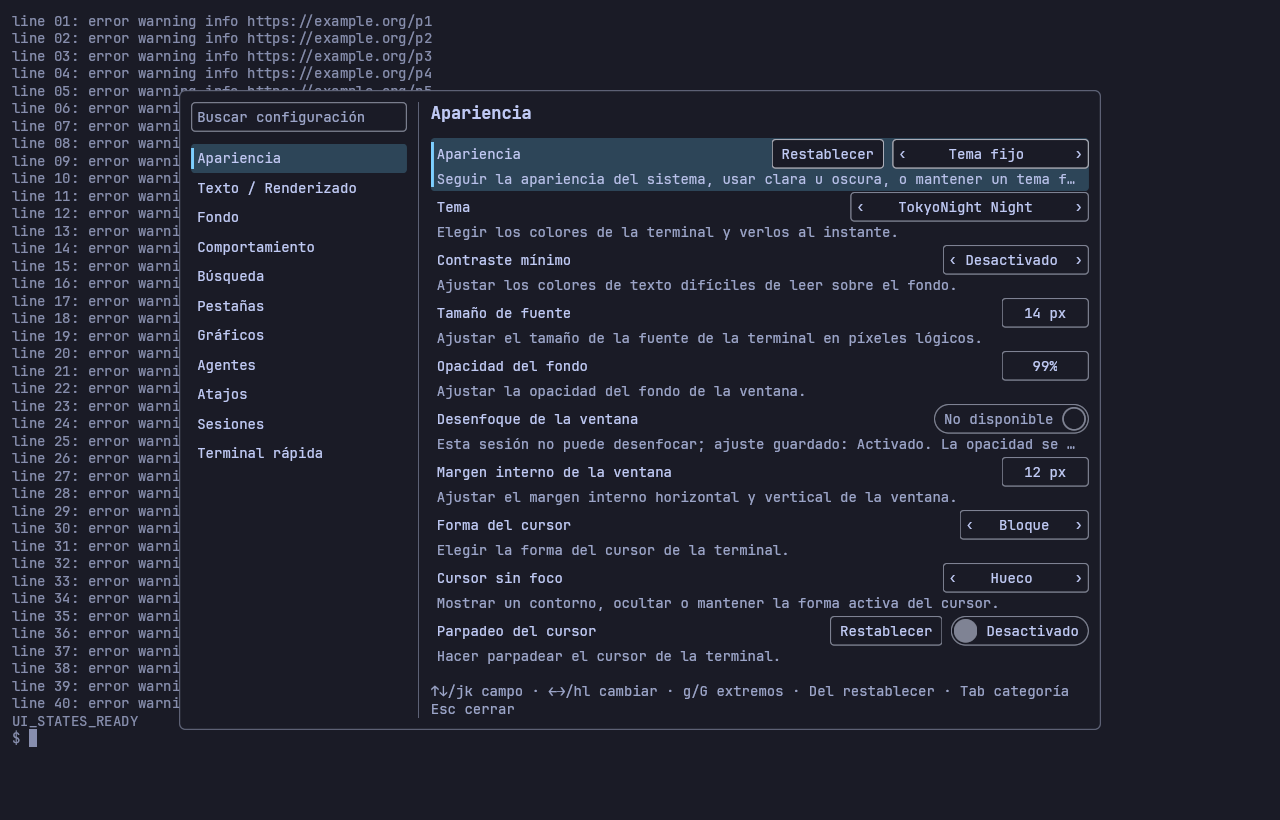 line 01: error warning info https://example.org/p1
line 02: error warning info https://example.org/p2
line 03: error warning info https://example.org/p3
line 04: error warning info https://example.org/p4
line 05: error warning info https://example.org/p5
line 06: error warni
line 07: error warni
line 08: error warni
line 09: error warni
line 10: error warni
line 11: error warni
line 12: error warni
line 13: error warni
line 14: error warni
line 15: error warni
line 16: error warni
line 17: error warni
line 18: error warni
line 19: error warni
line 20: error warni
line 21: error warni
line 22: error warni
line 23: error warni
line 24: error warni
line 25: error warni
line 26: error warni
line 27: error warni
line 28: error warni
line 29: error warni
line 30: error warni
line 31: error warni
line 32: error warni
line 33: error warni
line 34: error warni
line 35: error warni
line 36: error warni
line 37: error warni
line 38: error warni
line 39: error warni
line 40: error warni
UI_STATES_READY
$
Buscar configuración
Apariencia
Texto / Renderizado
Fondo
Comportamiento
Búsqueda
Pestañas
Gráficos
Agentes
Atajos
Sesiones
Terminal rápida
Apariencia
Apariencia Restablecer ‹ Tema fijo ›
Seguir la apariencia del sistema, usar clara u oscura, o mantener un tema f…
Tema ‹ TokyoNight Night ›
Elegir los colores de la terminal y verlos al instante.
Contraste mínimo ‹ Desactivado ›
Ajustar los colores de texto difíciles de leer sobre el fondo.
Tamaño de fuente 14 px
Ajustar el tamaño de la fuente de la terminal en píxeles lógicos.
Opacidad del fondo 99%
Ajustar la opacidad del fondo de la ventana.
Desenfoque de la ventana No disponible
Esta sesión no puede desenfocar; ajuste guardado: Activado. La opacidad se …
Margen interno de la ventana 12 px
Ajustar el margen interno horizontal y vertical de la ventana.
Forma del cursor ‹ Bloque ›
Elegir la forma del cursor de la terminal.
Cursor sin foco ‹ Hueco ›
Mostrar un contorno, ocultar o mantener la forma activa del cursor.
Parpadeo del cursor Restablecer Desactivado
Hacer parpadear el cursor de la terminal.
↑↓/jk campo · ↔/hl cambiar · g/G extremos · Del restablecer · Tab categoría
Esc cerrar